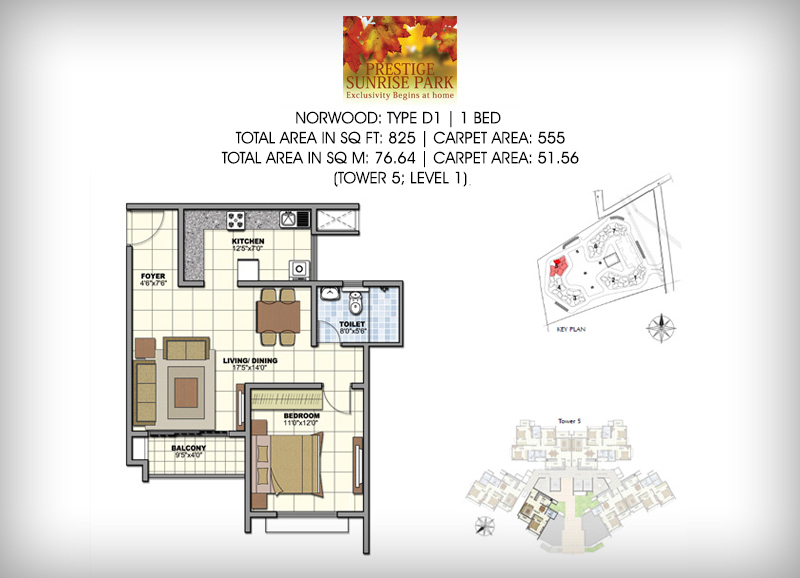 PRESTIGE
SUNRISE PARK
Exclusivity Begins at home
NORWOOD: TYPE D1 | 1 BED
TOTAL AREA IN SQ FT: 825 | CARPET AREA: 555
TOTAL AREA IN SQ M: 76.64 | CARPET AREA: 51.56
(TOWER 5; LEVEL 1)
KITCHEN
12'5"x7'0"
FOYER
4'6"x7'6"
TOILET
8'0"x5'6"
LIVING/ DINING
17'5"x14'0"
BEDROOM
11'0"x12'0"
BALCONY
9'5"x4'0"
KEY PLAN
Tower 5